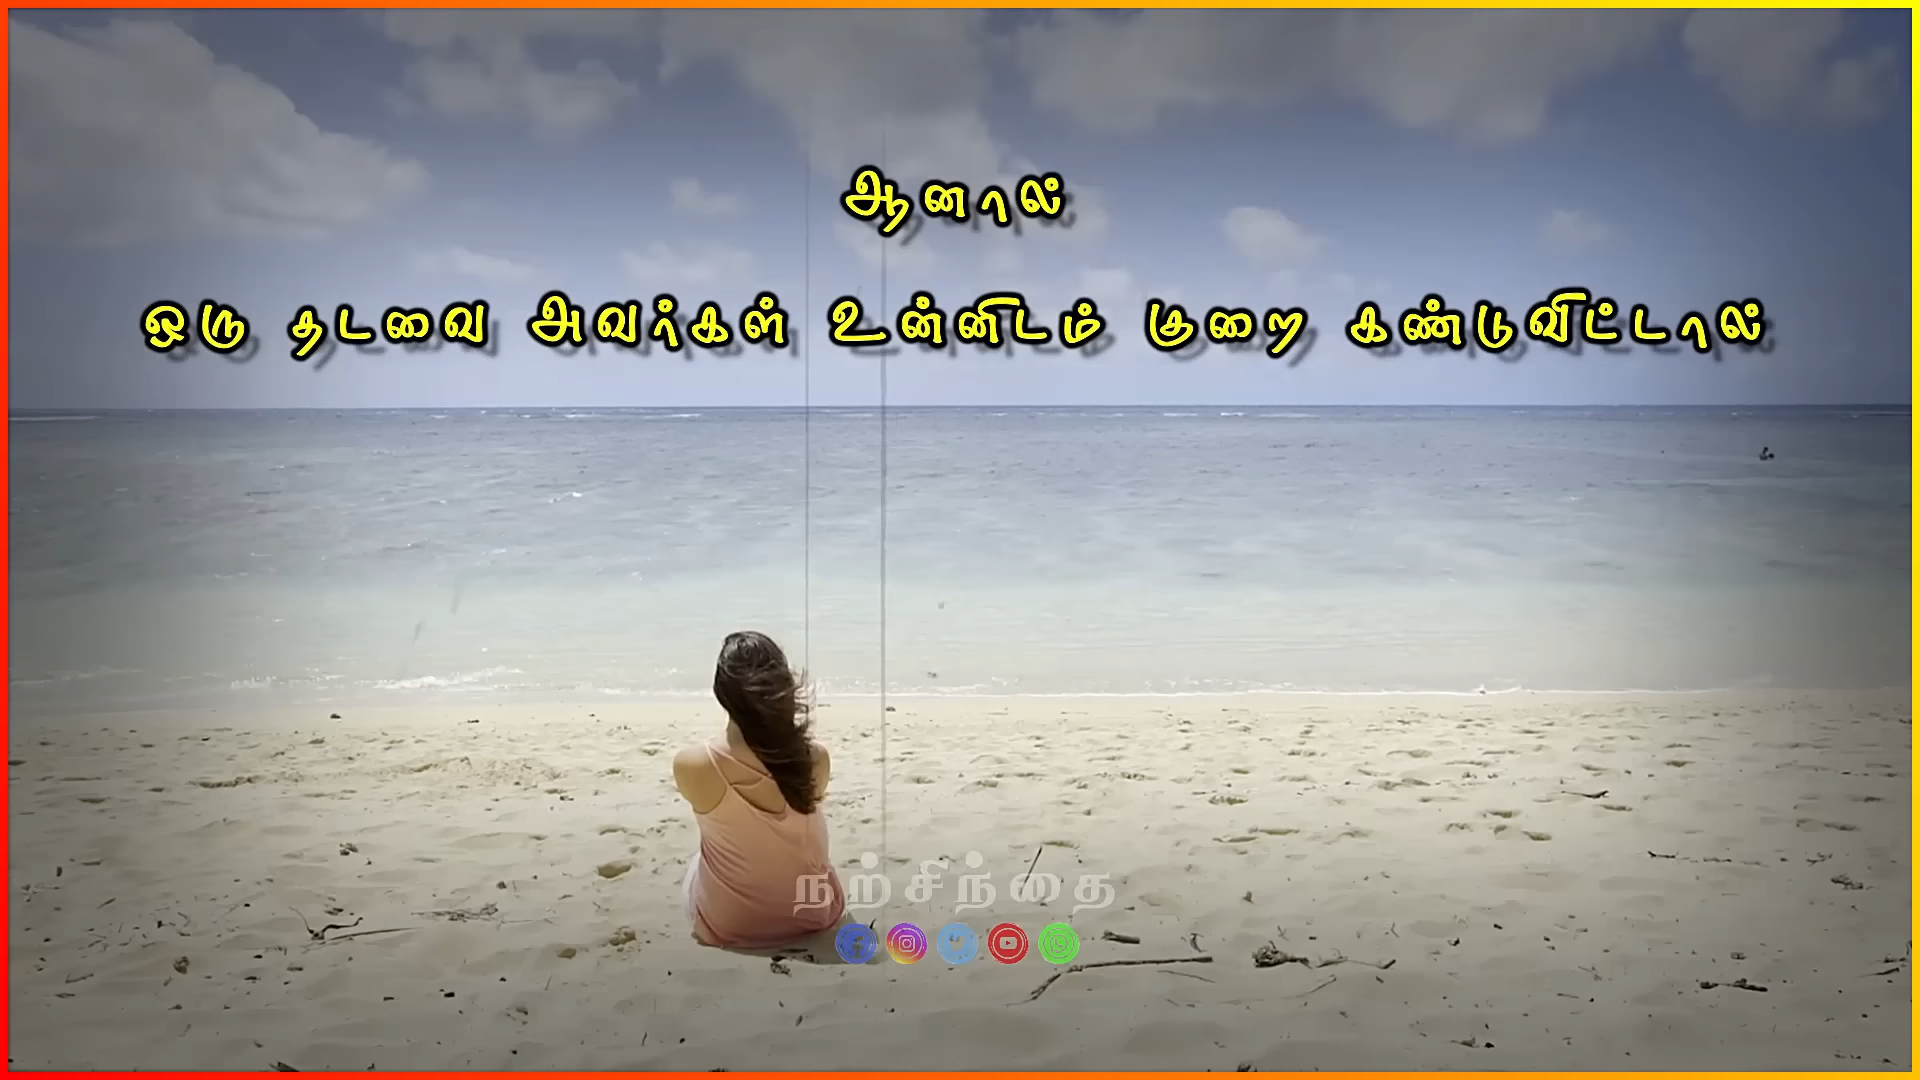 ஆனால்
ஒரு தடவை அவர்கள் உன்னிடம் குறை கண்டுவிட்டால்
நற்சிந்தை